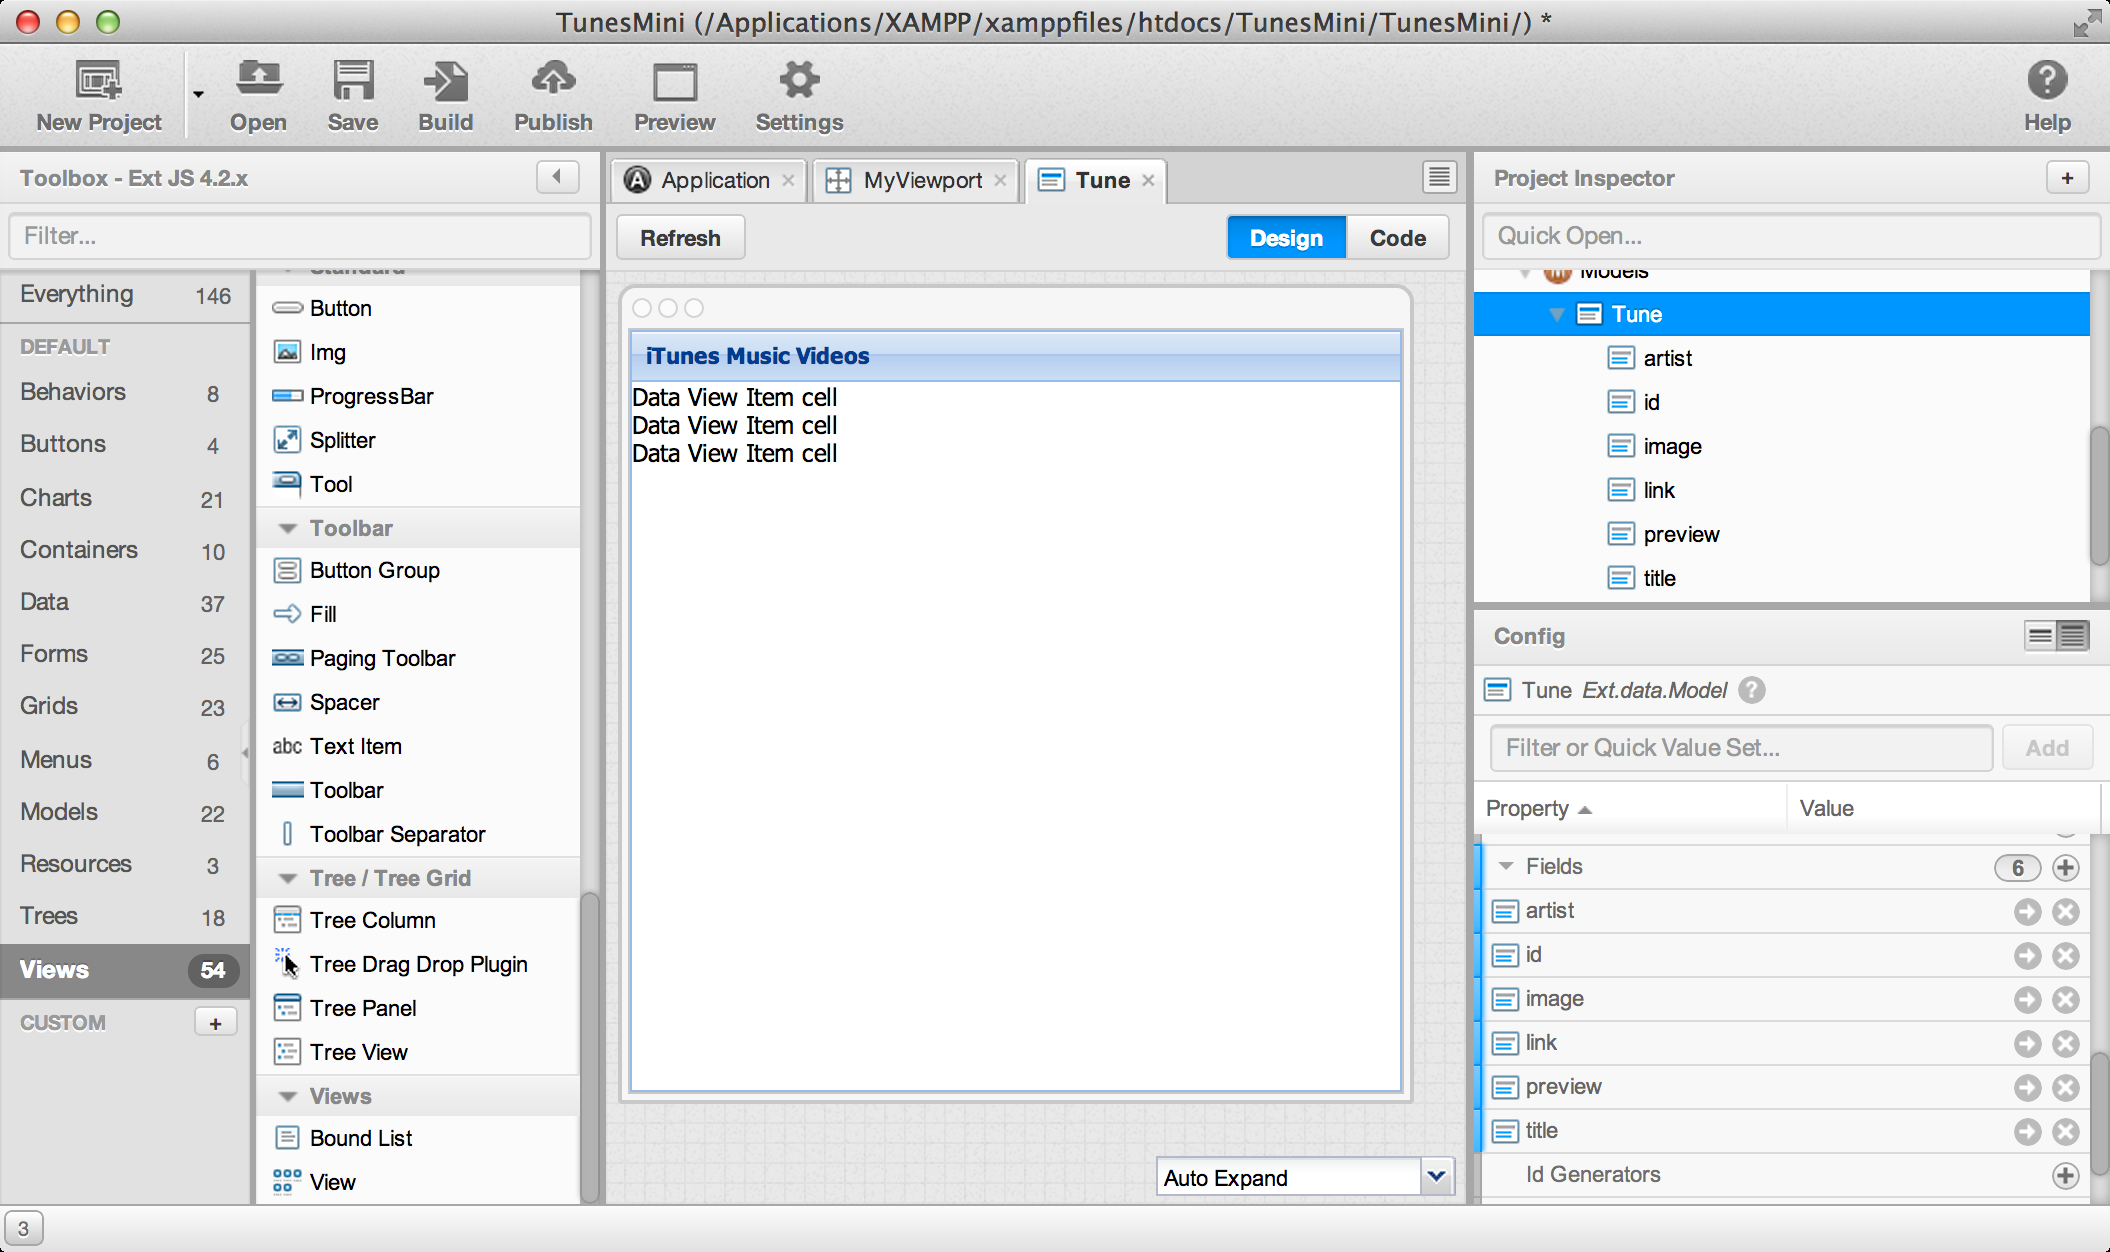 TunesMini (/Applications/XAMPP/xamppfiles/htdocs/TunesMini/TunesMini/) *
New Project
Open
Save
Build
Publish
Preview
Settings
Help
Toolbox - Ext JS 4.2.x
Filter...
Everything 146
DEFAULT
Behaviors 8
Buttons 4
Charts 21
Containers 10
Data 37
Forms 25
Grids 23
Menus 6
Models 22
Resources 3
Trees 18
Views 54
CUSTOM +
Standard
Button
Img
ProgressBar
Splitter
Tool
Toolbar
Button Group
Fill
Paging Toolbar
Spacer
abc Text Item
Toolbar
Toolbar Separator
Tree / Tree Grid
Tree Column
Tree Drag Drop Plugin
Tree Panel
Tree View
Views
Bound List
View
Application
MyViewport
Tune
Refresh
Design
Code
iTunes Music Videos
Data View Item cell
Data View Item cell
Data View Item cell
Auto Expand
Project Inspector +
Quick Open...
Models
Tune
artist
id
image
link
preview
title
Config
Tune Ext.data.Model ?
Filter or Quick Value Set...
Add
Property Value
Fields 6
artist
id
image
link
preview
title
Id Generators
3